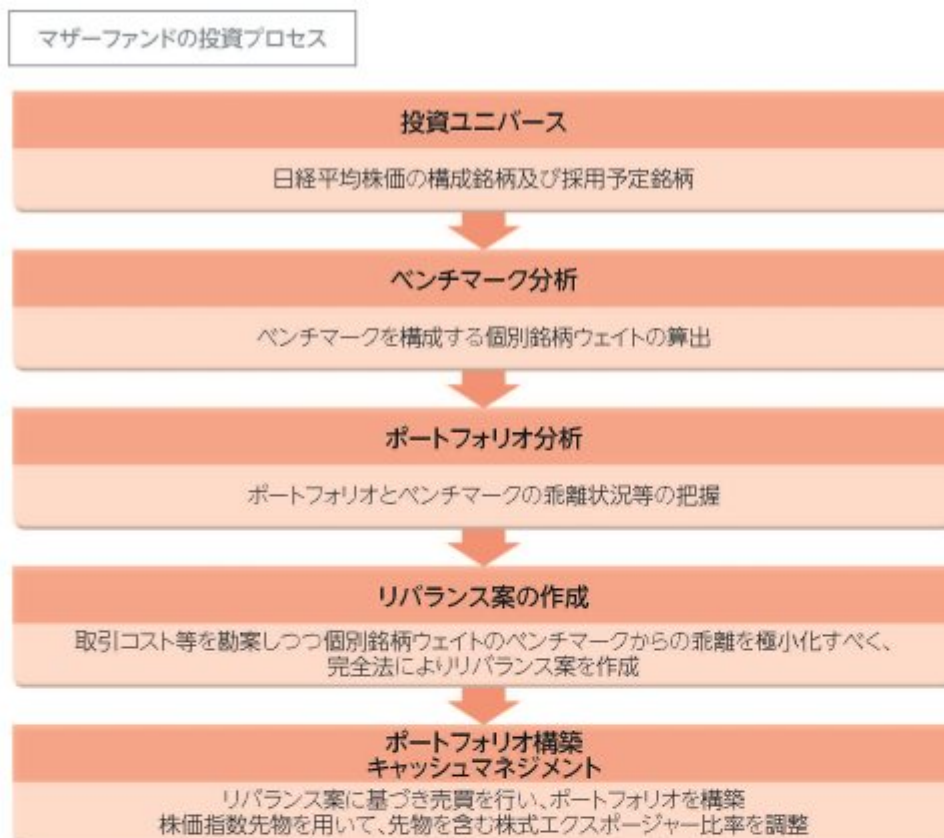 マザーファンドの投資プロセス
投資ユニバース
日経平均株価の構成銘柄及び採用予定銘柄
ベンチマーク分析
ベンチマークを構成する個別銘柄ウェイトの算出
ポートフォリオ分析
ポートフォリオとベンチマークの乖離状況等の把握
リバランス案の作成
取引コスト等を勘案しつつ個別銘柄ウェイトのベンチマークからの乖離を極小化すべく、
完全法によりリバランス案を作成
ポートフォリオ構築
キャッシュマネジメント
リバランス案に基づき売買を行い、ポートフォリオを構築
株価指数先物を用いて、先物を含む株式エクスポージャー比率を調整